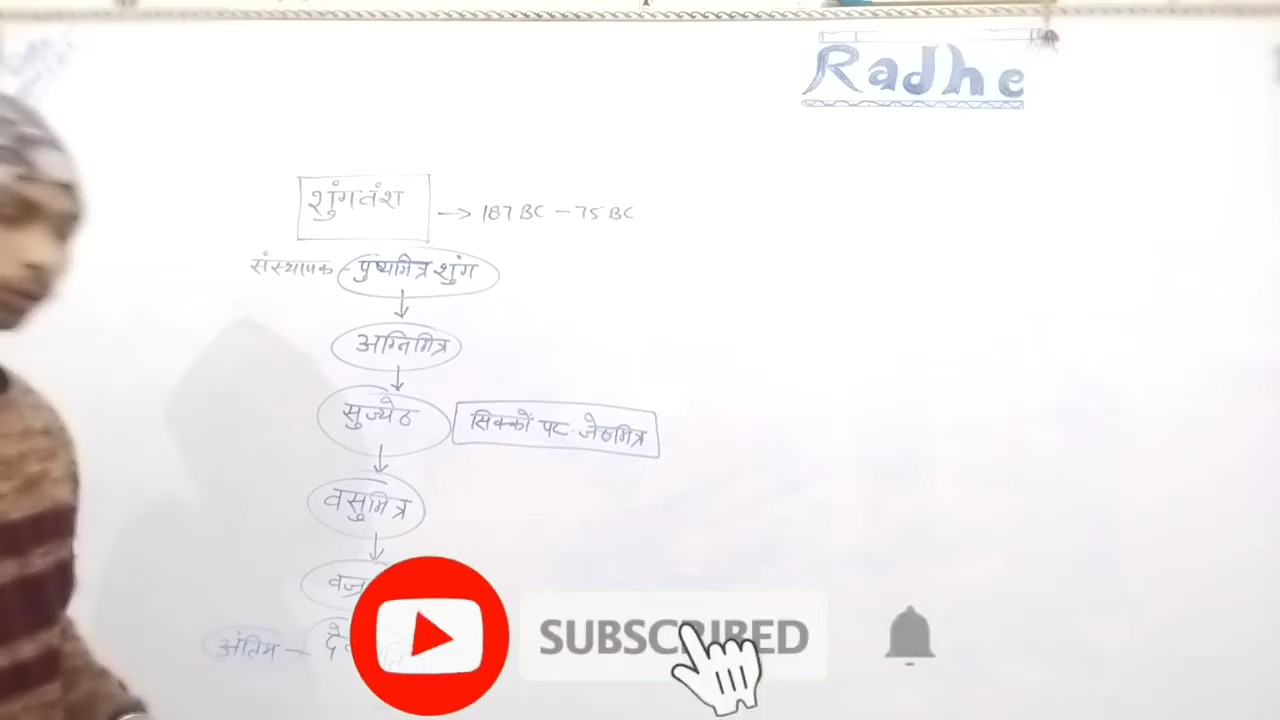 Radhe
शुंगवंश
→ 187 BC - 75 BC
संस्थापक - पुष्यमित्र शुंग
अग्निमित्र
सुज्येठ
सिक्कों पर जेठमित्र
वसुमित्र
अंतिम -
SUBSCRIBED